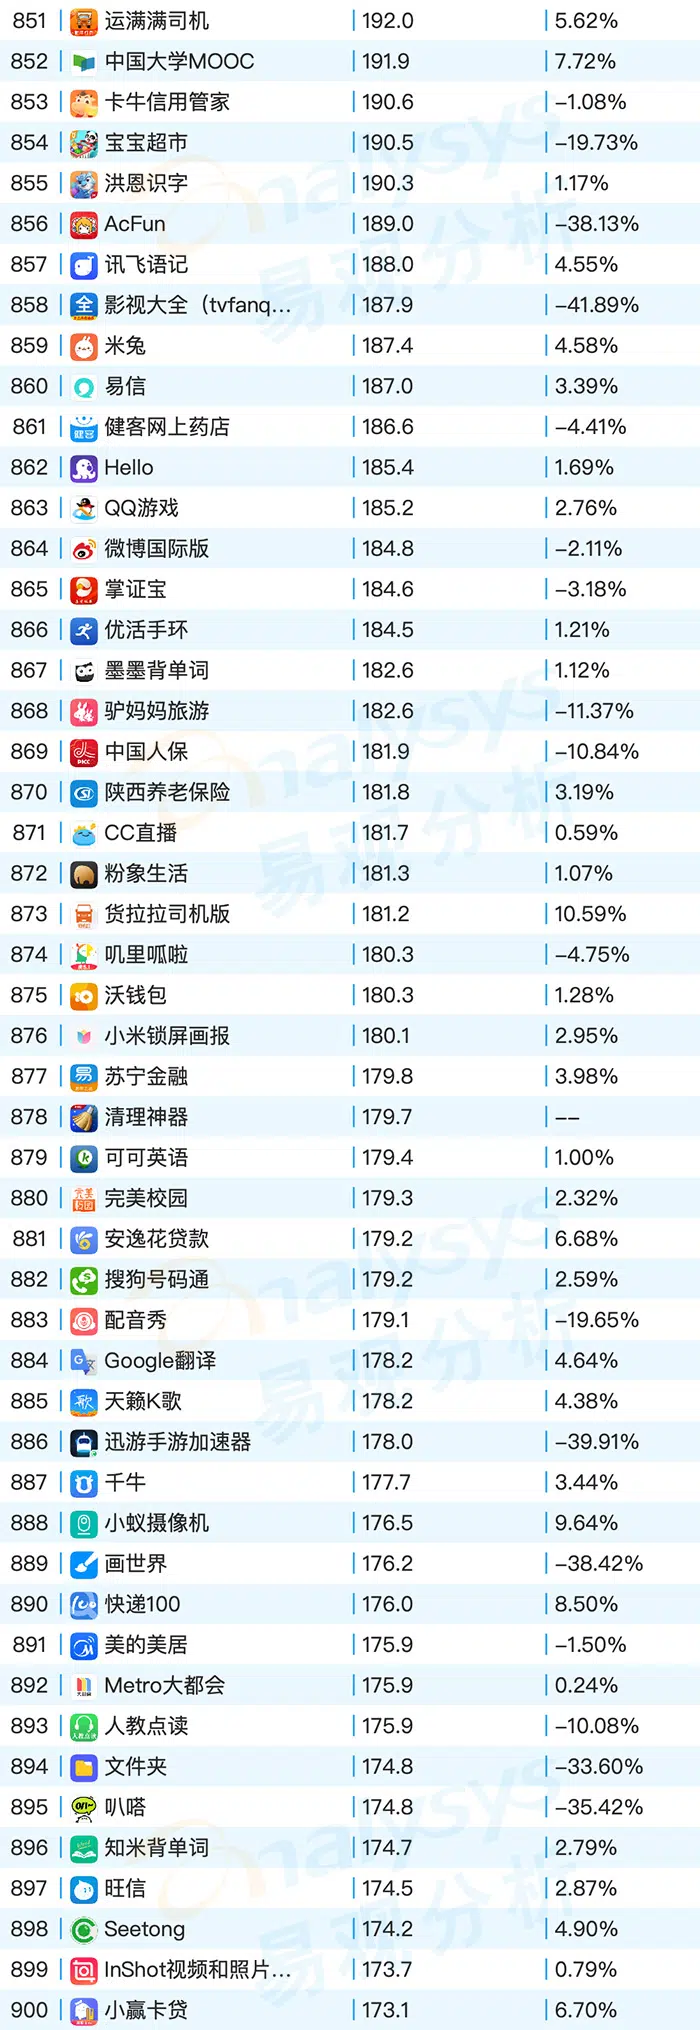 851 运满满司机 192.0 5.62%
852 中国大学MOOC 191.9 7.72%
853 卡牛信用管家 190.6 –1.08%
854 宝宝超市 190.5 –19.73%
855 洪恩识字 190.3 1.17%
856 AcFun 189.0 –38.13%
857 讯飞语记 188.0 4.55%
858 影视大全（tvfanq... 187.9 –41.89%
859 米兔 187.4 4.58%
860 易信 187.0 3.39%
861 健客网上药店 186.6 –4.41%
862 Hello 185.4 1.69%
863 QQ游戏 185.2 2.76%
864 微博国际版 184.8 –2.11%
865 掌证宝 184.6 –3.18%
866 优活手环 184.5 1.21%
867 墨墨背单词 182.6 1.12%
868 驴妈妈旅游 182.6 –11.37%
869 中国人保 181.9 –10.84%
870 陕西养老保险 181.8 3.19%
871 CC直播 181.7 0.59%
872 粉象生活 181.3 1.07%
873 货拉拉司机版 181.2 10.59%
874 叽里呱啦 180.3 –4.75%
875 沃钱包 180.3 1.28%
876 小米锁屏画报 180.1 2.95%
877 苏宁金融 179.8 3.98%
878 清理神器 179.7 ––
879 可可英语 179.4 1.00%
880 完美校园 179.3 2.32%
881 安逸花贷款 179.2 6.68%
882 搜狗号码通 179.2 2.59%
883 配音秀 179.1 –19.65%
884 Google翻译 178.2 4.64%
885 天籁K歌 178.2 4.38%
886 迅游手游加速器 178.0 –39.91%
887 千牛 177.7 3.44%
888 小蚁摄像机 176.5 9.64%
889 画世界 176.2 –38.42%
890 快递100 176.0 8.50%
891 美的美居 175.9 –1.50%
892 Metro大都会 175.9 0.24%
893 人教点读 175.9 –10.08%
894 文件夹 174.8 –33.60%
895 叭嗒 174.8 –35.42%
896 知米背单词 174.7 2.79%
897 旺信 174.5 2.87%
898 Seetong 174.2 4.90%
899 InShot视频和照片... 173.7 0.79%
900 小赢卡贷 173.1 6.70%